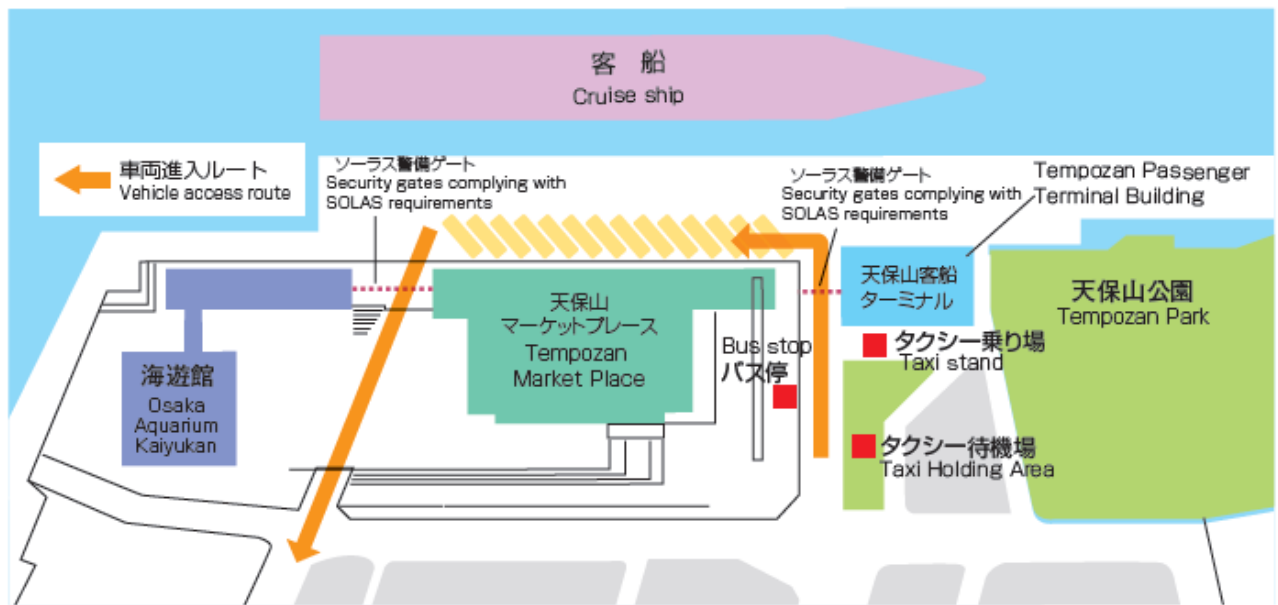 客 船
Cruise ship
車両進入ルート
Vehicle access route
ソーラス警備ゲート
Security gates complying with
SOLAS requirements
ソーラス警備ゲート
Security gates complying with
SOLAS requirements
Tempozan Passenger
Terminal Building
天保山客船
ターミナル
天保山公園
Tempozan Park
天保山
マーケットプレース
Tempozan
Market Place
Bus stop
バス停
タクシー乗り場
Taxi stand
海遊館
Osaka
Aquarium
Kaiyukan
タクシー待機場
Taxi Holding Area